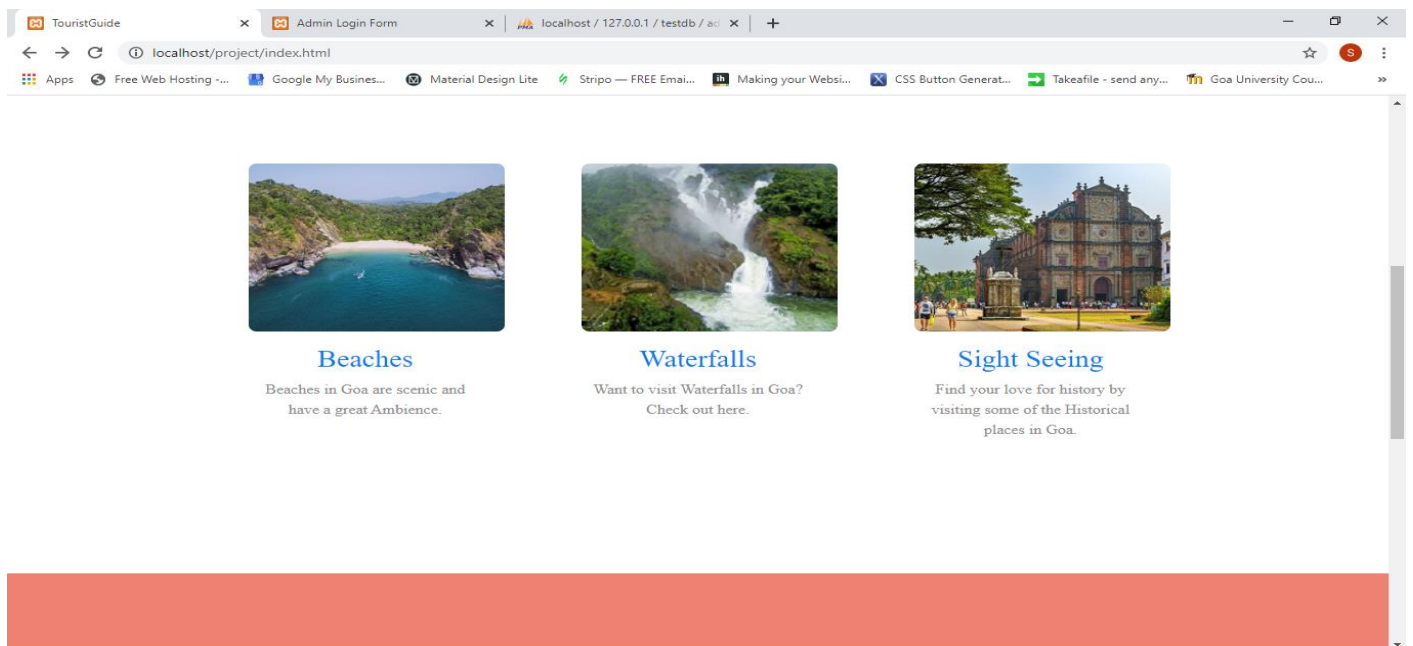 TouristGuide
Admin Login Form
localhost / 127.0.0.1 / testdb / ad
localhost/project/index.html
S
Apps
Free Web Hosting -...
Google My Busines...
Material Design Lite
Stripo — FREE Emai...
Making your Websi...
CSS Button Generat...
Takeafile - send any...
Goa University Cou...
Beaches
Beaches in Goa are scenic and
have a great Ambience.
Waterfalls
Want to visit Waterfalls in Goa?
Check out here.
Sight Seeing
Find your love for history by
visiting some of the Historical
places in Goa.